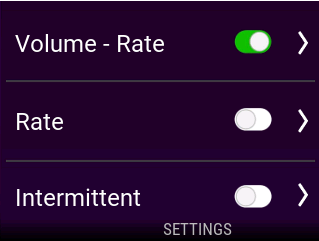 Volume - Rate
Rate
Intermittent
SETTINGS